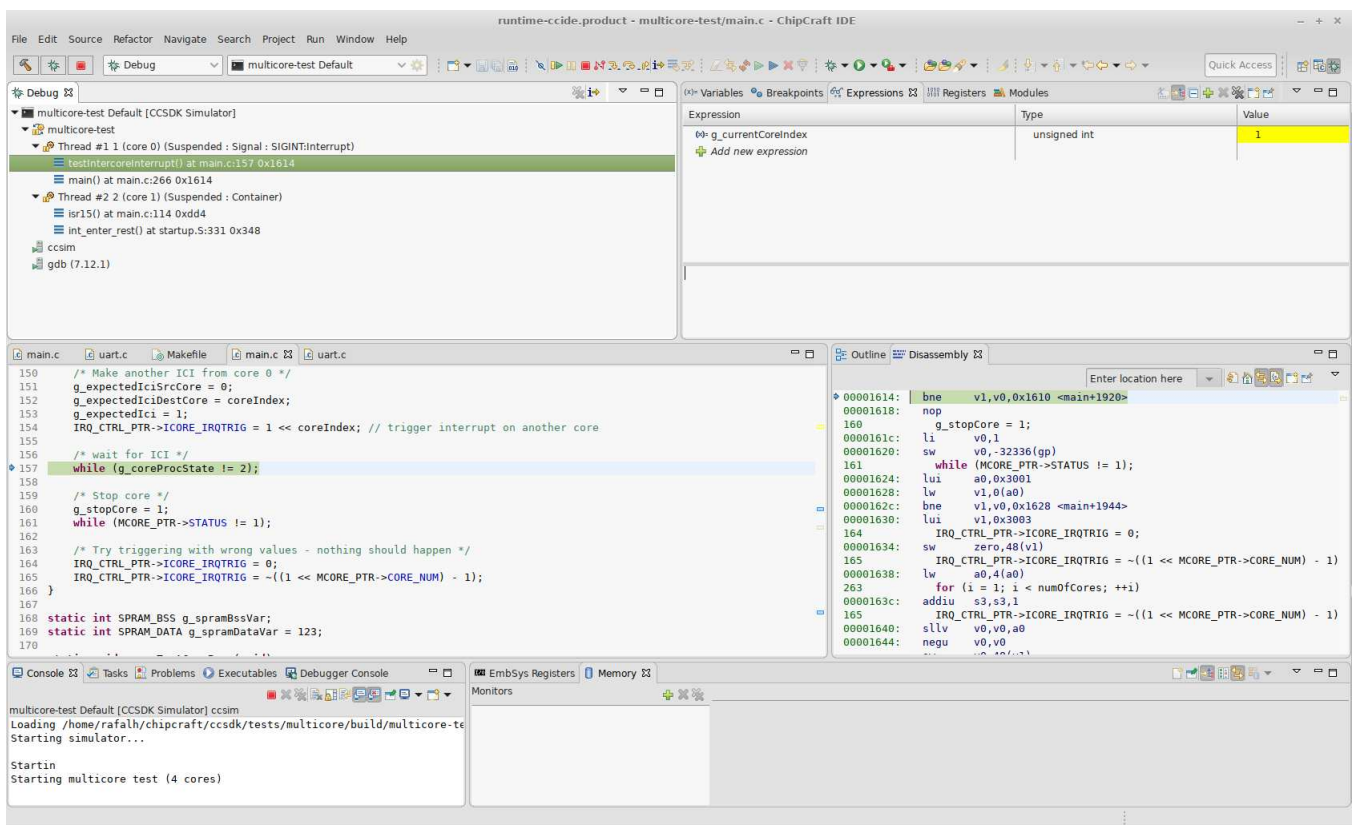 runtime-ccide.product - multicore-test/main.c - ChipCraft IDE
File Edit Source Refactor Navigate Search Project Run Window Help
Debug multicore-test Default Quick Access
Debug
multicore-test Default [CCSDK Simulator]
multicore-test
Thread #1 1 (core 0) (Suspended : Signal : SIGINT:Interrupt)
testIntercoreInterrupt() at main.c:157 0x1614
main() at main.c:266 0x1614
Thread #2 2 (core 1) (Suspended : Container)
isr15() at main.c:114 0xdd4
int_enter_rest() at startup.S:331 0x348
ccsim
gdb (7.12.1)
(x)= Variables Breakpoints Expressions Registers Modules
Expression Type Value
(x)= g_currentCoreIndex unsigned int 1
Add new expression
main.c uart.c Makefile main.c uart.c
150 /* Make another ICI from core 0 */
151 g_expectedIciSrcCore = 0;
152 g_expectedIciDestCore = coreIndex;
153 g_expectedIci = 1;
154 IRQ_CTRL_PTR->ICORE_IRQTRIG = 1 << coreIndex; // trigger interrupt on another core
155
156 /* wait for ICI */
157 while (g_coreProcState != 2);
158
159 /* Stop core */
160 g_stopCore = 1;
161 while (MCORE_PTR->STATUS != 1);
162
163 /* Try triggering with wrong values - nothing should happen */
164 IRQ_CTRL_PTR->ICORE_IRQTRIG = 0;
165 IRQ_CTRL_PTR->ICORE_IRQTRIG = ~((1 << MCORE_PTR->CORE_NUM) - 1);
166 }
167
168 static int SPRAM_BSS g_spramBssVar;
169 static int SPRAM_DATA g_spramDataVar = 123;
170
Outline Disassembly
Enter location here
00001614: bne v1,v0,0x1610 <main+1920>
00001618: nop
160 g_stopCore = 1;
0000161c: li v0,1
00001620: sw v0,-32336(gp)
161 while (MCORE_PTR->STATUS != 1);
00001624: lui a0,0x3001
00001628: lw v1,0(a0)
0000162c: bne v1,v0,0x1628 <main+1944>
00001630: lui v1,0x3003
164 IRQ_CTRL_PTR->ICORE_IRQTRIG = 0;
00001634: sw zero,48(v1)
165 IRQ_CTRL_PTR->ICORE_IRQTRIG = ~((1 << MCORE_PTR->CORE_NUM) - 1)
00001638: lw a0,4(a0)
263 for (i = 1; i < numOfCores; ++i)
0000163c: addiu s3,s3,1
165 IRQ_CTRL_PTR->ICORE_IRQTRIG = ~((1 << MCORE_PTR->CORE_NUM) - 1)
00001640: sllv v0,v0,a0
00001644: negu v0,v0
Console Tasks Problems Executables Debugger Console
multicore-test Default [CCSDK Simulator] ccsim
Loading /home/rafalh/chipcraft/ccsdk/tests/multicore/build/multicore-te
Starting simulator...
Startin
Starting multicore test (4 cores)
EmbSys Registers Memory
Monitors